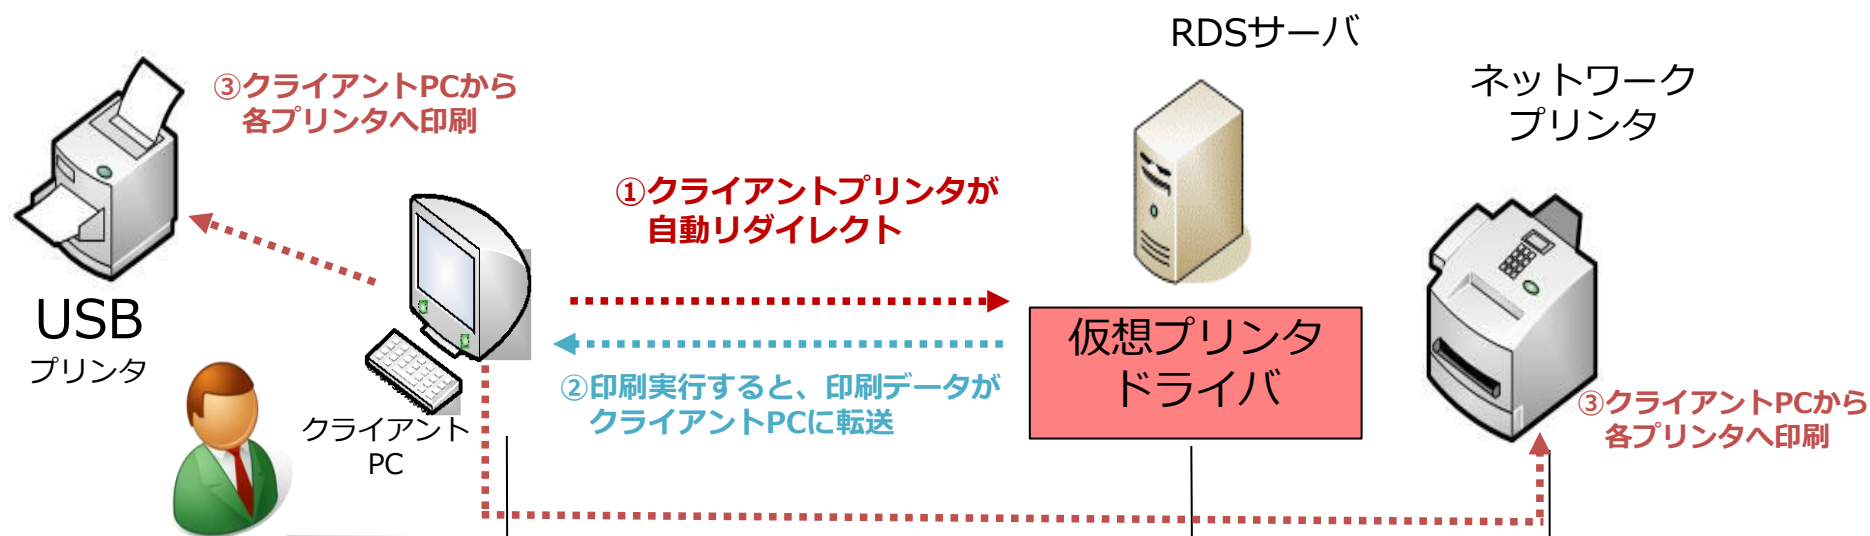 RDSサーバ
ネットワーク
プリンタ
③クライアントPCから
各プリンタへ印刷
①クライアントプリンタが
自動リダイレクト
USB
プリンタ
仮想プリンタ
ドライバ
②印刷実行すると、印刷データが
クライアントPCに転送
クライアント
PC
③クライアントPCから
各プリンタへ印刷